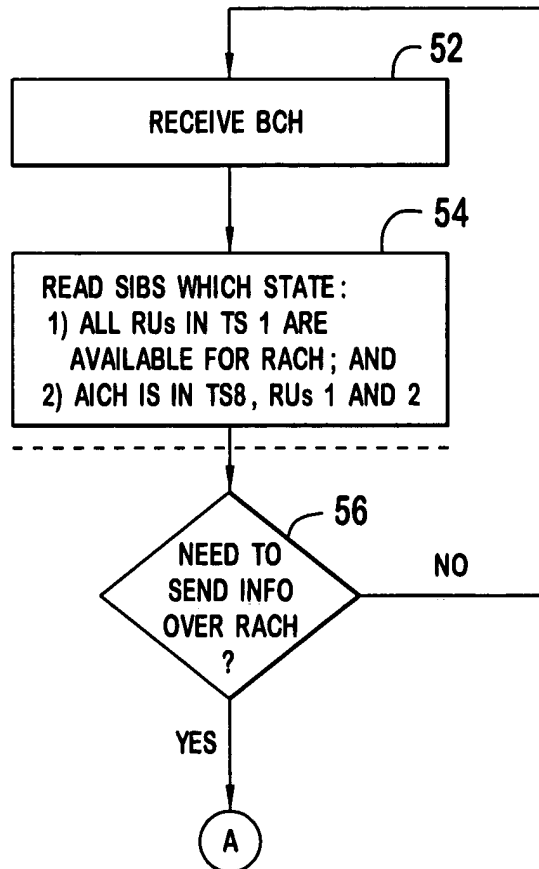 52
RECEIVE BCH
54
READ SIBS WHICH STATE:
1) ALL RUs IN TS 1 ARE
AVAILABLE FOR RACH; AND
2) AICH IS IN TS8, RUs 1 AND 2
56
NEED TO
SEND INFO
OVER RACH
?
NO
YES
A